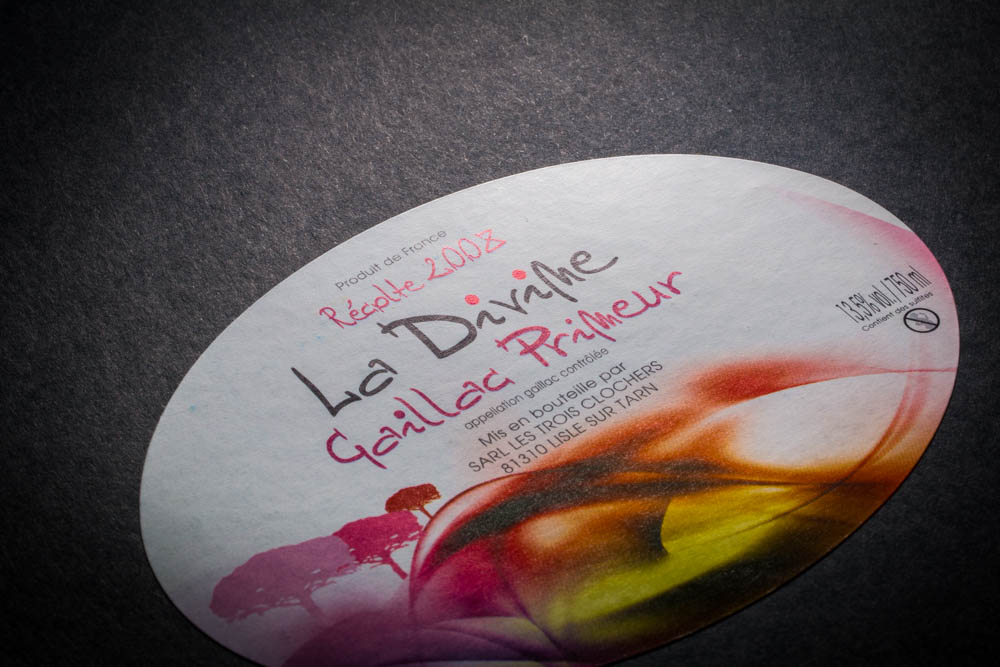 Produit de France
Récolte 2008
La Divine
Gaillac Primeur
appellation gaillac contrôlée
Mis en bouteille par
SARL LES TROIS CLOCHERS
81310 LISLE SUR TARN
13,5% vol. / 750 ml
Contient des sulfites